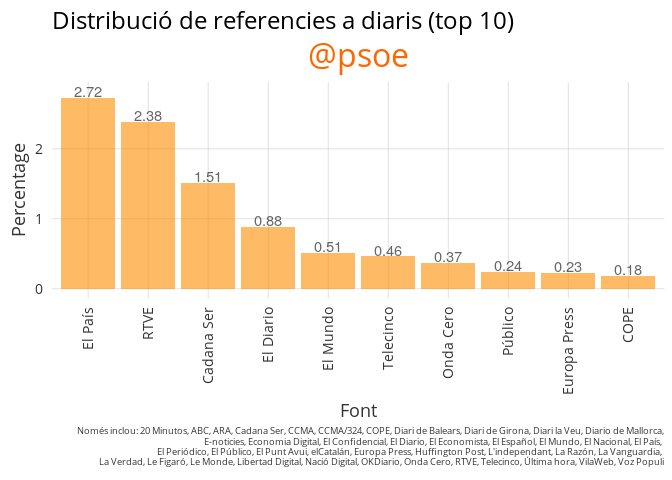 Distribució de referencies a diaris (top 10)
@psoe
Percentage
2
1
0
2.72
2.38
1.51
0.88
0.51
0.46
0.37
0.24
0.23
0.18
El País
RTVE
Cadana Ser
El Diario
El Mundo
Telecinco
Onda Cero
Público
Europa Press
COPE
Font
Només inclou: 20 Minutos, ABC, ARA, Cadana Ser, CCMA, CCMA/324, COPE, Diari de Balears, Diari de Girona, Diari la Veu, Diario de Mallorca,
E-noticies, Economia Digital, El Confidencial, El Diario, El Economista, El Español, El Mundo, El Nacional, El País,
El Periódico, El Público, El Punt Avui, elCatalán, Europa Press, Huffington Post, L'independant, La Razón, La Vanguardia,
La Verdad, Le Figaró, Le Monde, Libertad Digital, Nació Digital, OKDiario, Onda Cero, RTVE, Telecinco, Última hora, VilaWeb, Voz Populi